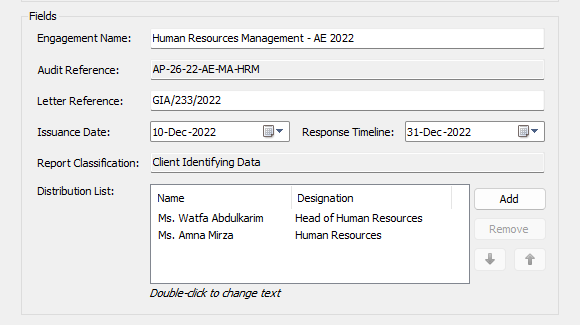 Fields
Engagement Name: Human Resources Management - AE 2022
Audit Reference: AP-26-22-AE-MA-HRM
Letter Reference: GIA/233/2022
Issuance Date: 10-Dec-2022 Response Timeline: 31-Dec-2022
Report Classification: Client Identifying Data
Distribution List:
Name Designation
Ms. Watfa Abdulkarim Head of Human Resources
Ms. Amna Mirza Human Resources
Add
Remove
Double-click to change text